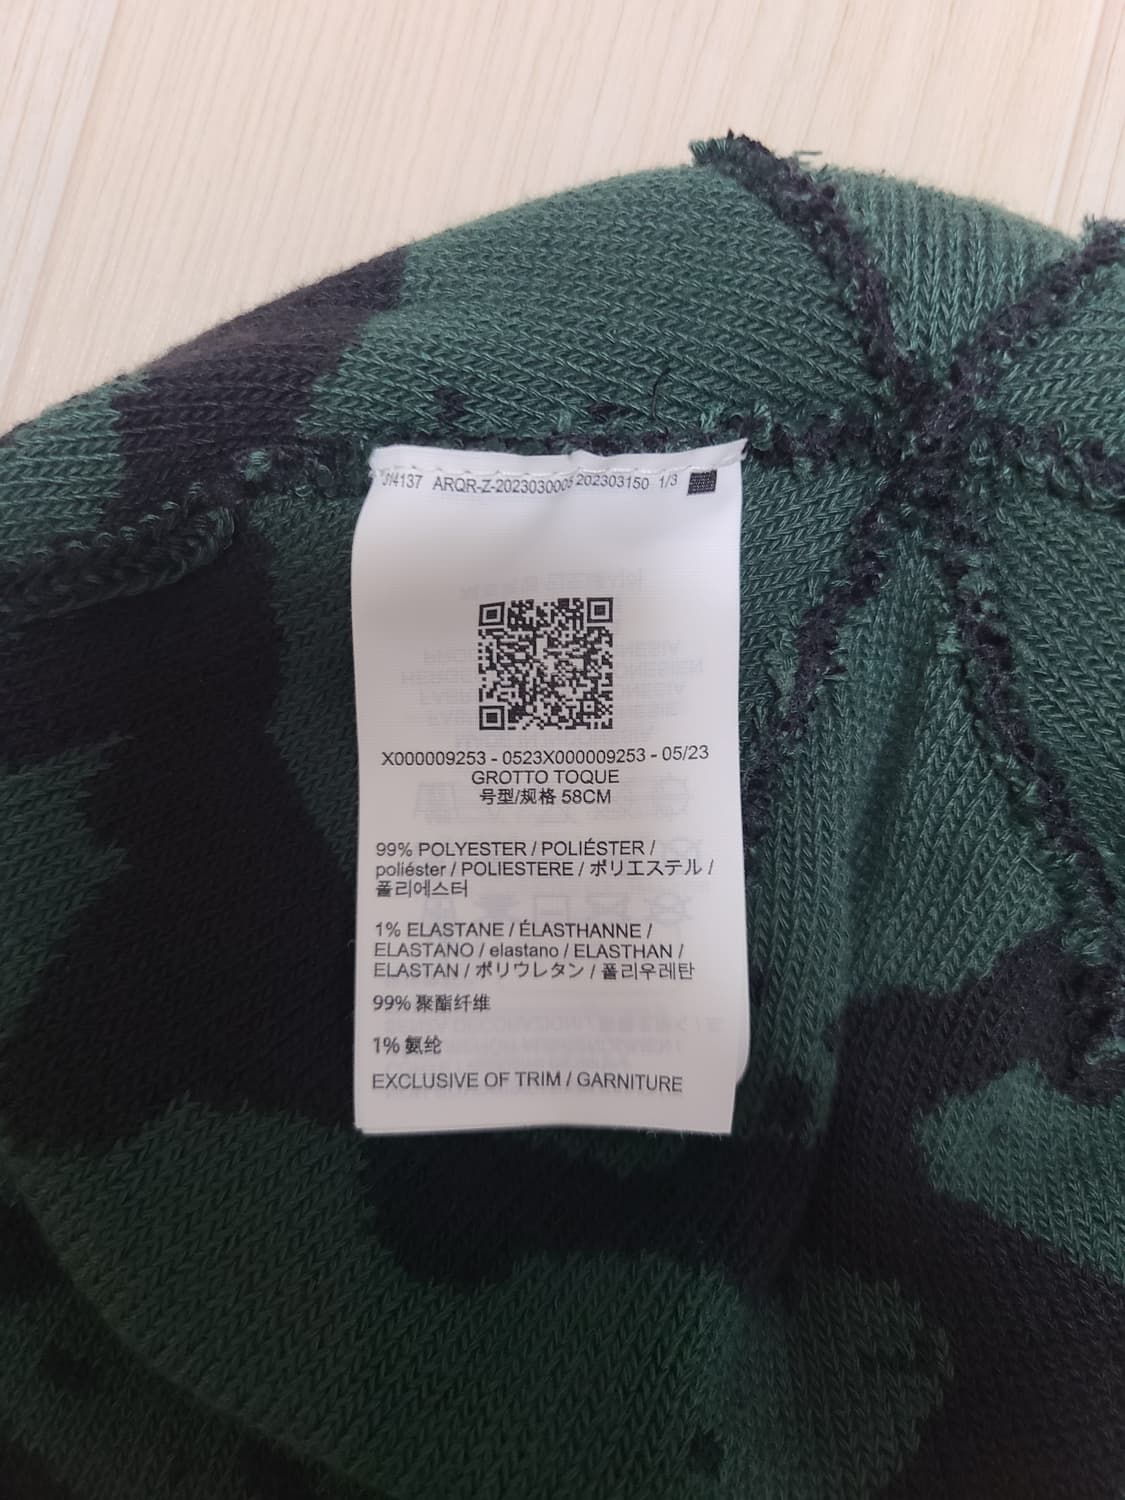 ARQR-Z-2023030005 202303150 1/3
X000009253 - 0523X000009253 - 05/23
GROTTO TOQUE
号型/规格 58CM
99% POLYESTER / POLIÉSTER /
poliéster / POLIESTERE / ポリエステル /
폴리에스터
1% ELASTANE / ÉLASTHANNE /
ELASTANO / elastano / ELASTHAN /
ELASTAN / ポリウレタン / 폴리우레탄
99% 聚酯纤维
1% 氨纶
EXCLUSIVE OF TRIM / GARNITURE